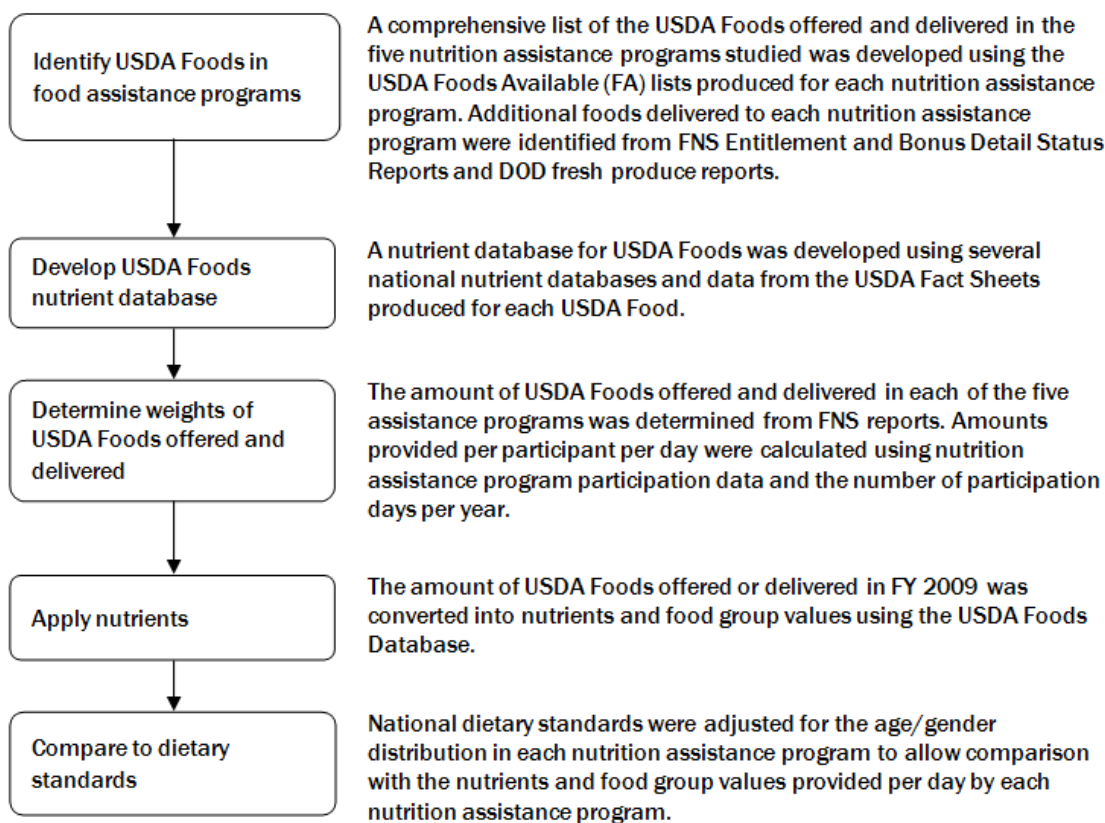 Identify USDA Foods in
food assistance programs
A comprehensive list of the USDA Foods offered and delivered in the
five nutrition assistance programs studied was developed using the
USDA Foods Available (FA) lists produced for each nutrition assistance
program. Additional foods delivered to each nutrition assistance
program were identified from FNS Entitlement and Bonus Detail Status
Reports and DOD fresh produce reports.
Develop USDA Foods
nutrient database
A nutrient database for USDA Foods was developed using several
national nutrient databases and data from the USDA Fact Sheets
produced for each USDA Food.
Determine weights of
USDA Foods offered and
delivered
The amount of USDA Foods offered and delivered in each of the five
assistance programs was determined from FNS reports. Amounts
provided per participant per day were calculated using nutrition
assistance program participation data and the number of participation
days per year.
Apply nutrients
The amount of USDA Foods offered or delivered in FY 2009 was
converted into nutrients and food group values using the USDA Foods
Database.
Compare to dietary
standards
National dietary standards were adjusted for the age/gender
distribution in each nutrition assistance program to allow comparison
with the nutrients and food group values provided per day by each
nutrition assistance program.